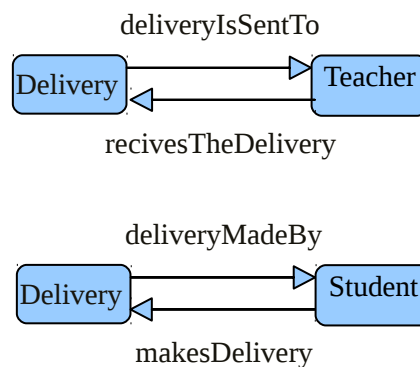 deliveryIsSentTo
Delivery
Teacher
recivesTheDelivery
deliveryMadeBy
Delivery
Student
makesDelivery